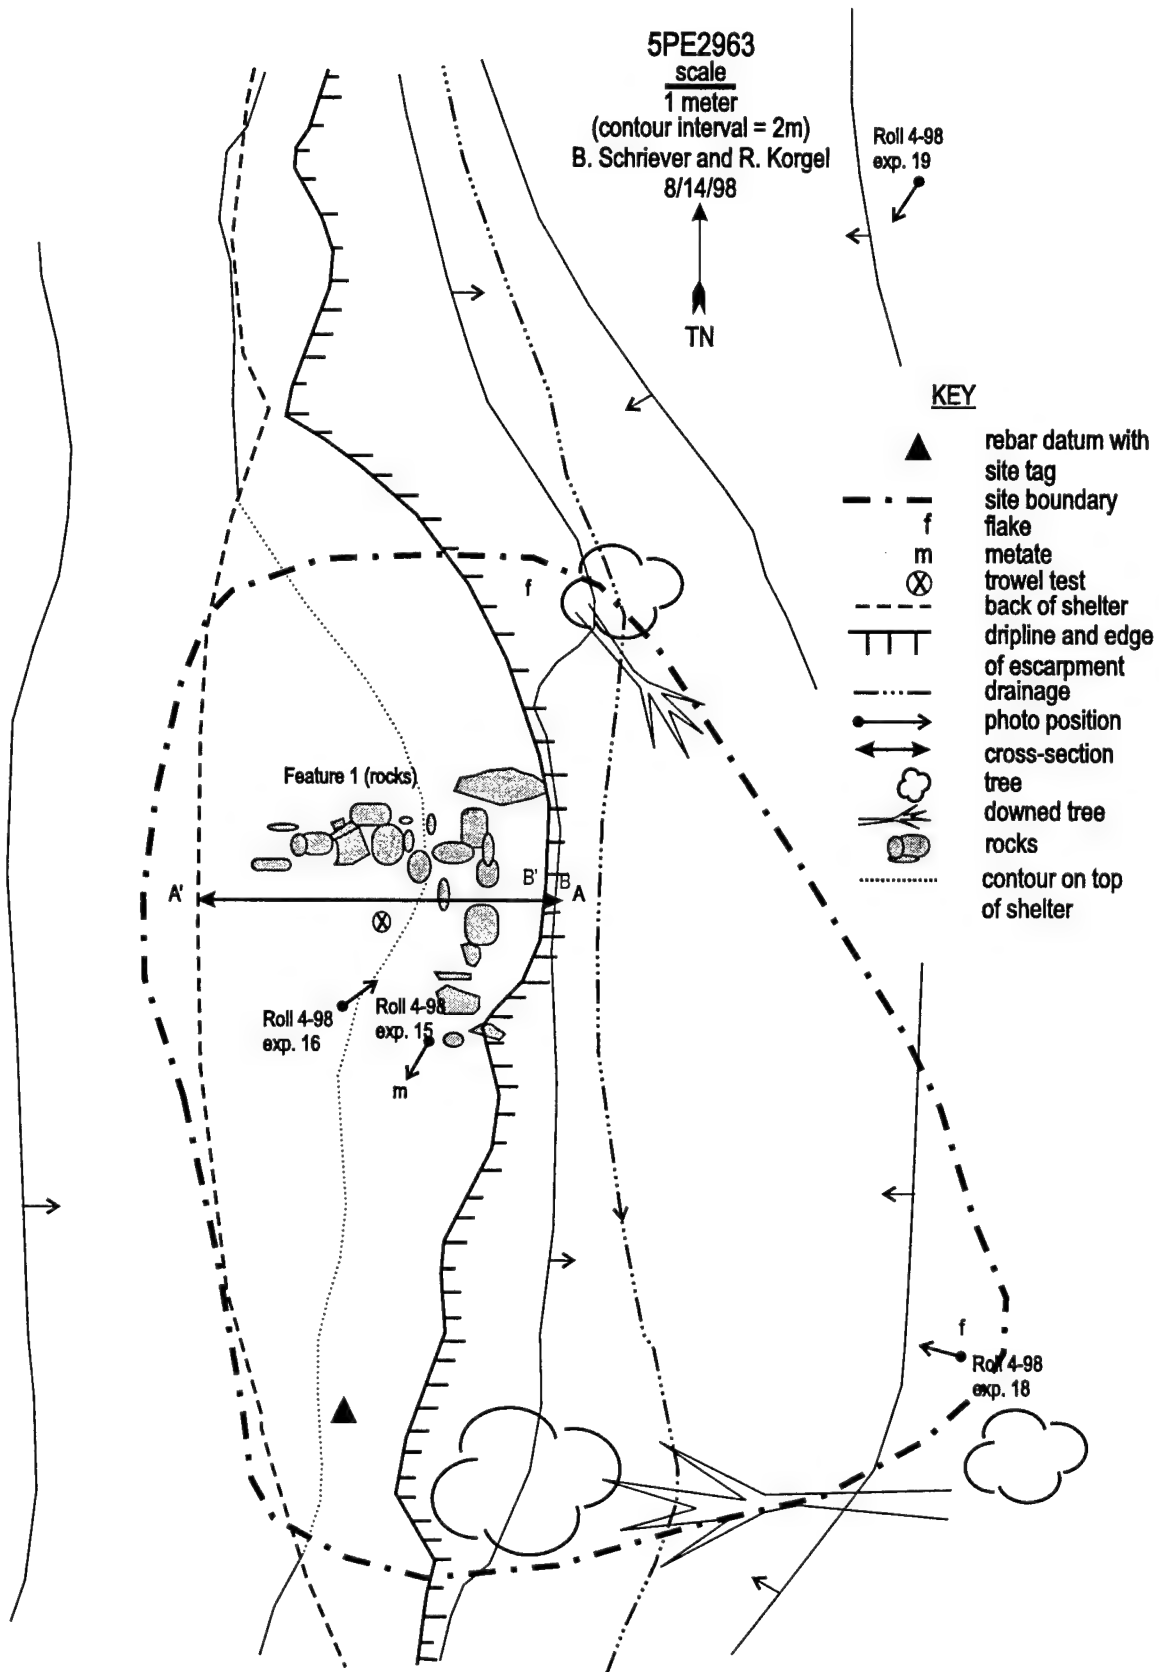 5PE2963
scale
1 meter
(contour interval = 2m)
B. Schriever and R. Korgel
8/14/98
TN
Roll 4-98
exp. 19
KEY
rebar datum with
site tag
site boundary
f
flake
m
metate
trowel test
back of shelter
dripline and edge
of escarpment
drainage
photo position
cross-section
tree
downed tree
rocks
contour on top
of shelter
f
Feature 1 (rocks)
A'
B'
B
A
Roll 4-98
exp. 16
Roll 4-98
exp. 15
m
f
Roll 4-98
exp. 18